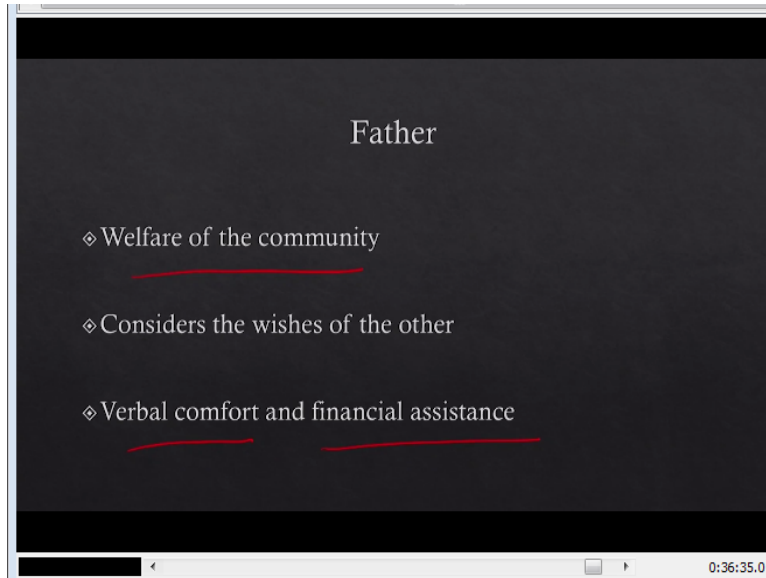 Father
Welfare of the community
Considers the wishes of the other
Verbal comfort and financial assistance
0:36:35.0